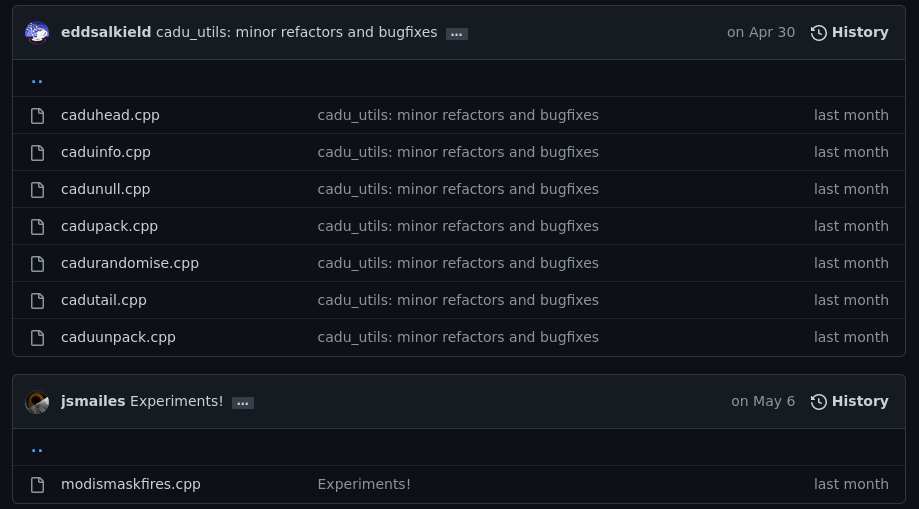 eddsalkield cadu_utils: minor refactors and bugfixes ... on Apr 30 History
..
caduhead.cpp cadu_utils: minor refactors and bugfixes last month
caduinfo.cpp cadu_utils: minor refactors and bugfixes last month
cadunull.cpp cadu_utils: minor refactors and bugfixes last month
cadupack.cpp cadu_utils: minor refactors and bugfixes last month
cadurandomise.cpp cadu_utils: minor refactors and bugfixes last month
cadutail.cpp cadu_utils: minor refactors and bugfixes last month
caduunpack.cpp cadu_utils: minor refactors and bugfixes last month
jsmailes Experiments! ... on May 6 History
..
modismaskfires.cpp Experiments! last month